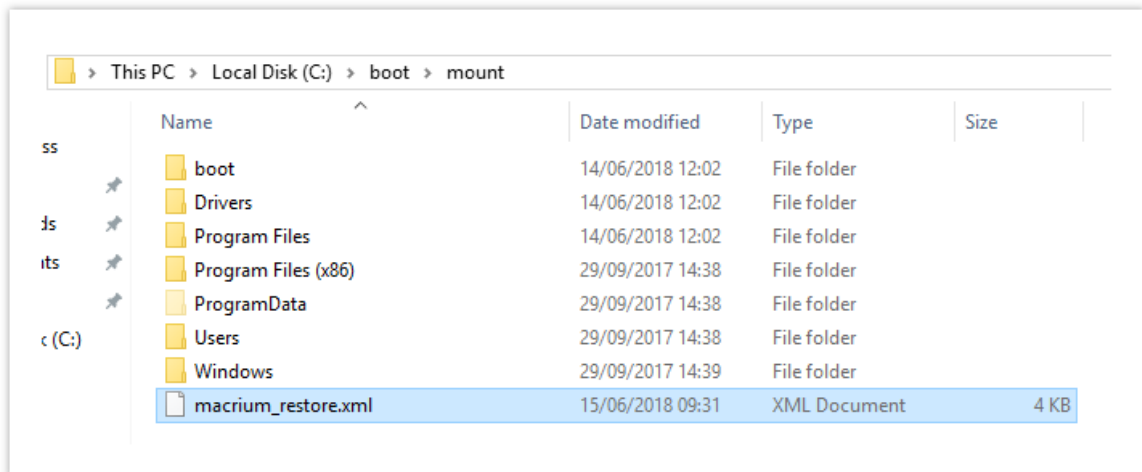 This PC > Local Disk (C:) > boot > mount
Name Date modified Type Size
ss
boot 14/06/2018 12:02 File folder
Drivers 14/06/2018 12:02 File folder
ds
Program Files 14/06/2018 12:02 File folder
its
Program Files (x86) 29/09/2017 14:38 File folder
ProgramData 29/09/2017 14:38 File folder
(C:)
Users 29/09/2017 14:38 File folder
Windows 29/09/2017 14:39 File folder
macrium_restore.xml 15/06/2018 09:31 XML Document 4 KB